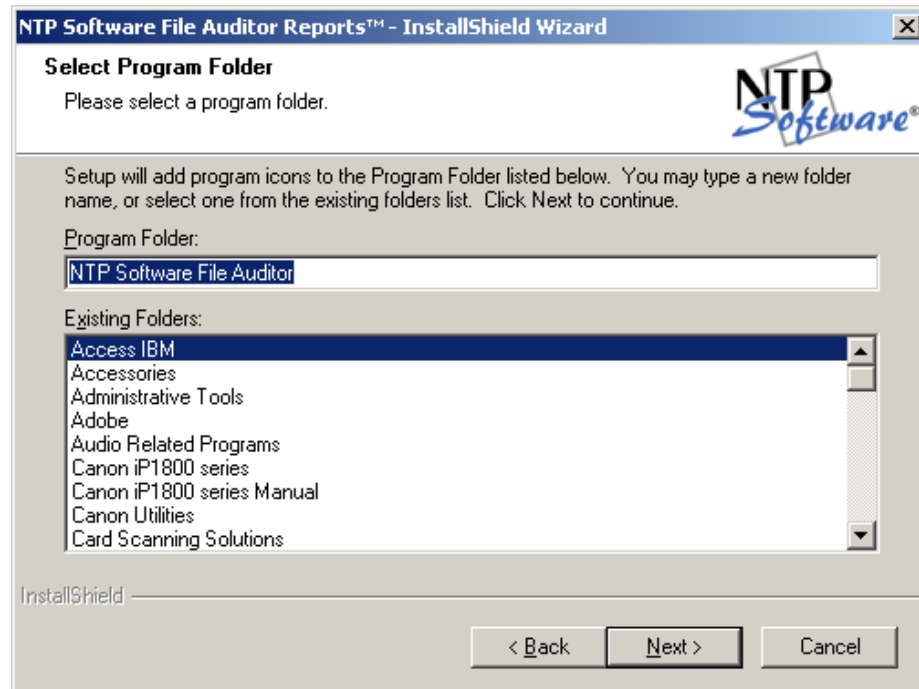 NTP Software File Auditor Reports™ - InstallShield Wizard
Select Program Folder
Please select a program folder.
NTP
Software®
Setup will add program icons to the Program Folder listed below. You may type a new folder
name, or select one from the existing folders list. Click Next to continue.
Program Folder:
NTP Software File Auditor
Existing Folders:
Access IBM
Accessories
Administrative Tools
Adobe
Audio Related Programs
Canon iP1800 series
Canon iP1800 series Manual
Canon Utilities
Card Scanning Solutions
InstallShield
< Back
Next >
Cancel